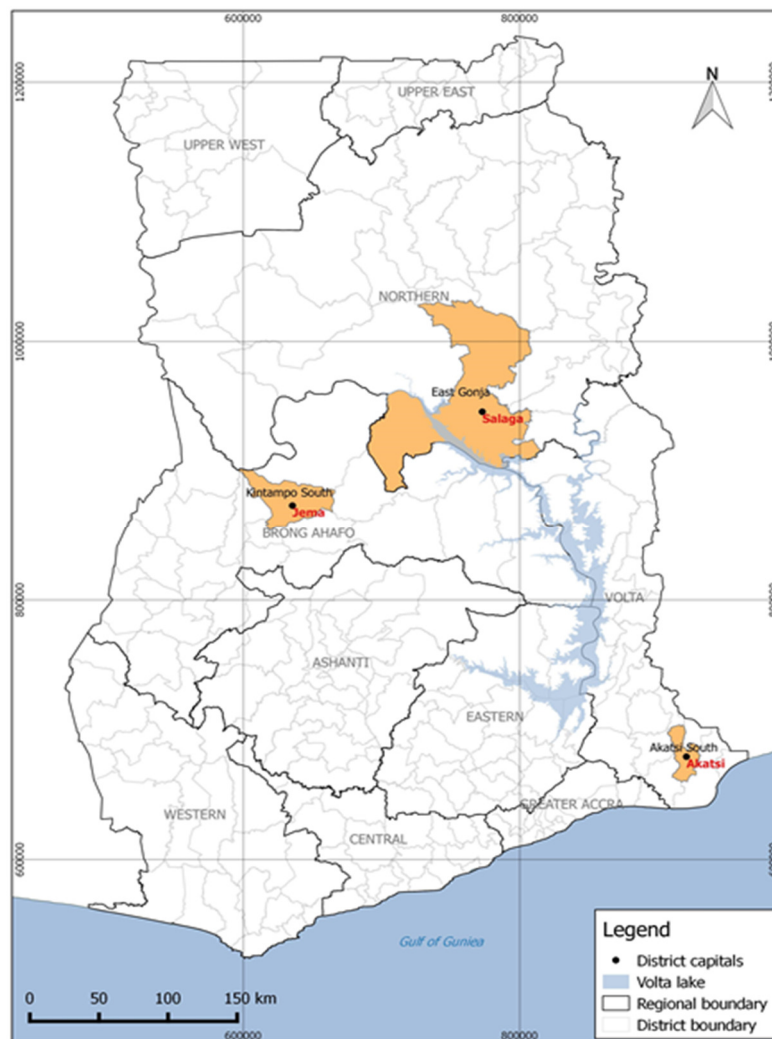 600000 800000
1200000
N
UPPER EAST
UPPER WEST
NORTHERN
1000000
East Gonja
Salaga
Kintampo South
Jema
BRONG AHAFO
800000
VOLTA
ASHANTI
EASTERN
Akatsi South
Akatsi
GREATER ACCRA
WESTERN
CENTRAL
600000
Gulf of Guniea
Legend
District capitals
Volta lake
Regional boundary
District boundary
0 50 100 150 km
600000 800000